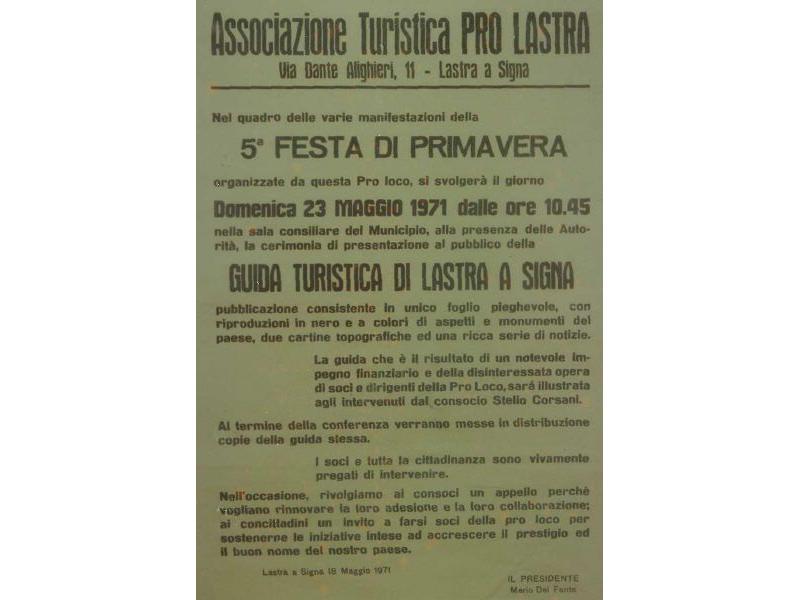 Associazione Turistica PRO LASTRA
Via Dante Alighieri, 11 - Lastra a Signa
Nel quadro delle varie manifestazioni della
5ª FESTA DI PRIMAVERA
organizzate da questa Pro loco, si svolgerà il giorno
Domenica 23 MAGGIO 1971 dalle ore 10.45
nella sala consiliare del Municipio, alla presenza delle Auto-
rità, la cerimonia di presentazione al pubblico della
GUIDA TURISTICA DI LASTRA A SIGNA
pubblicazione consistente in unico foglio pieghevole, con
riproduzioni in nero e a colori di aspetti e monumenti del
paese, due cartine topografiche ed una ricca serie di notizie.
La guida che è il risultato di un notevole im-
pegno finanziario e della disinteressata opera
di soci e dirigenti della Pro Loco, sarà illustrata
agli intervenuti dal consocio Stelio Corsani.
Al termine della conferenza verranno messe in distribuzione
copie della guida stessa.
I soci e tutta la cittadinanza sono vivamente
pregati di intervenire.
Nell'occasione, rivolgiamo ai consoci un appello perchè
vogliano rinnovare la loro adesione e la loro collaborazione;
ai concittadini un invito a farsi soci della pro loco per
sostenerne le iniziative intese ad accrescere il prestigio ed
il buon nome del nostro paese.
Lastra a Signa 18 Maggio 1971
IL PRESIDENTE
Mario Del Fante